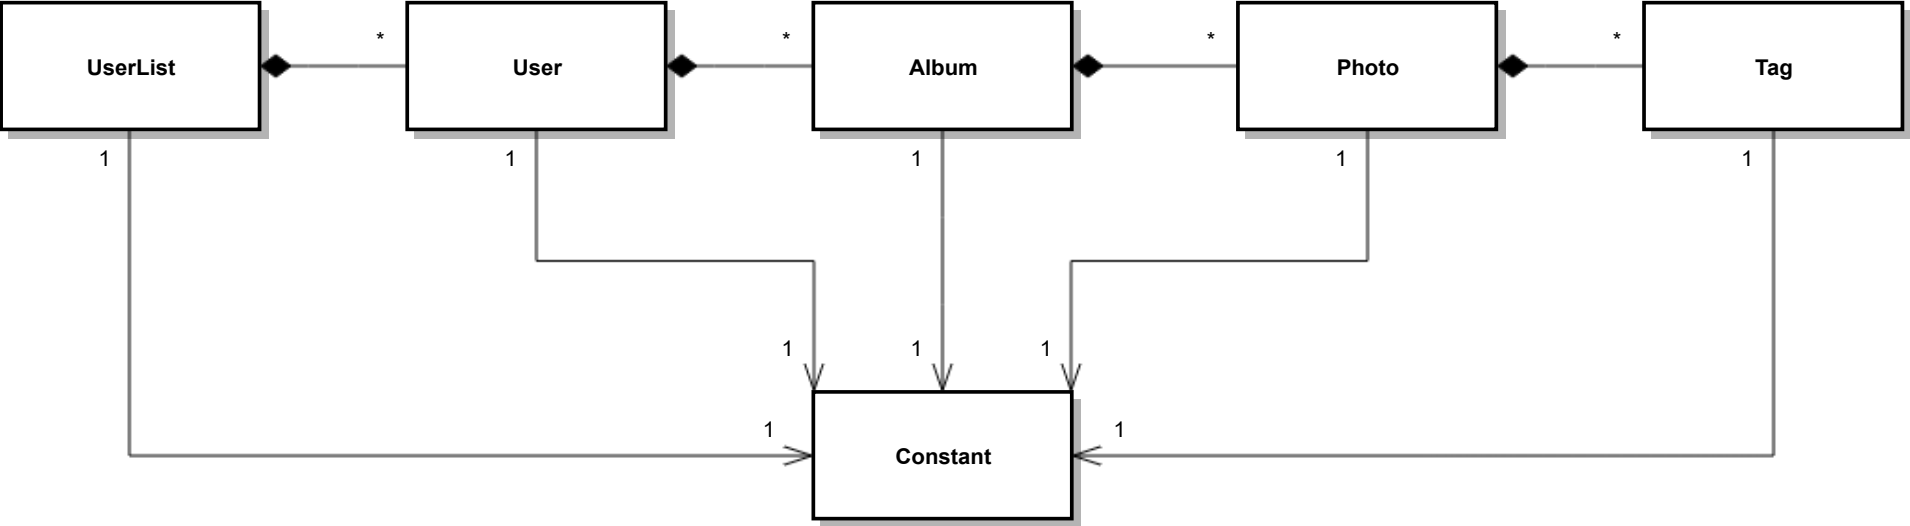 * * * *
UserList User Album Photo Tag
1 1 1 1 1
1 1 1
1 1
Constant